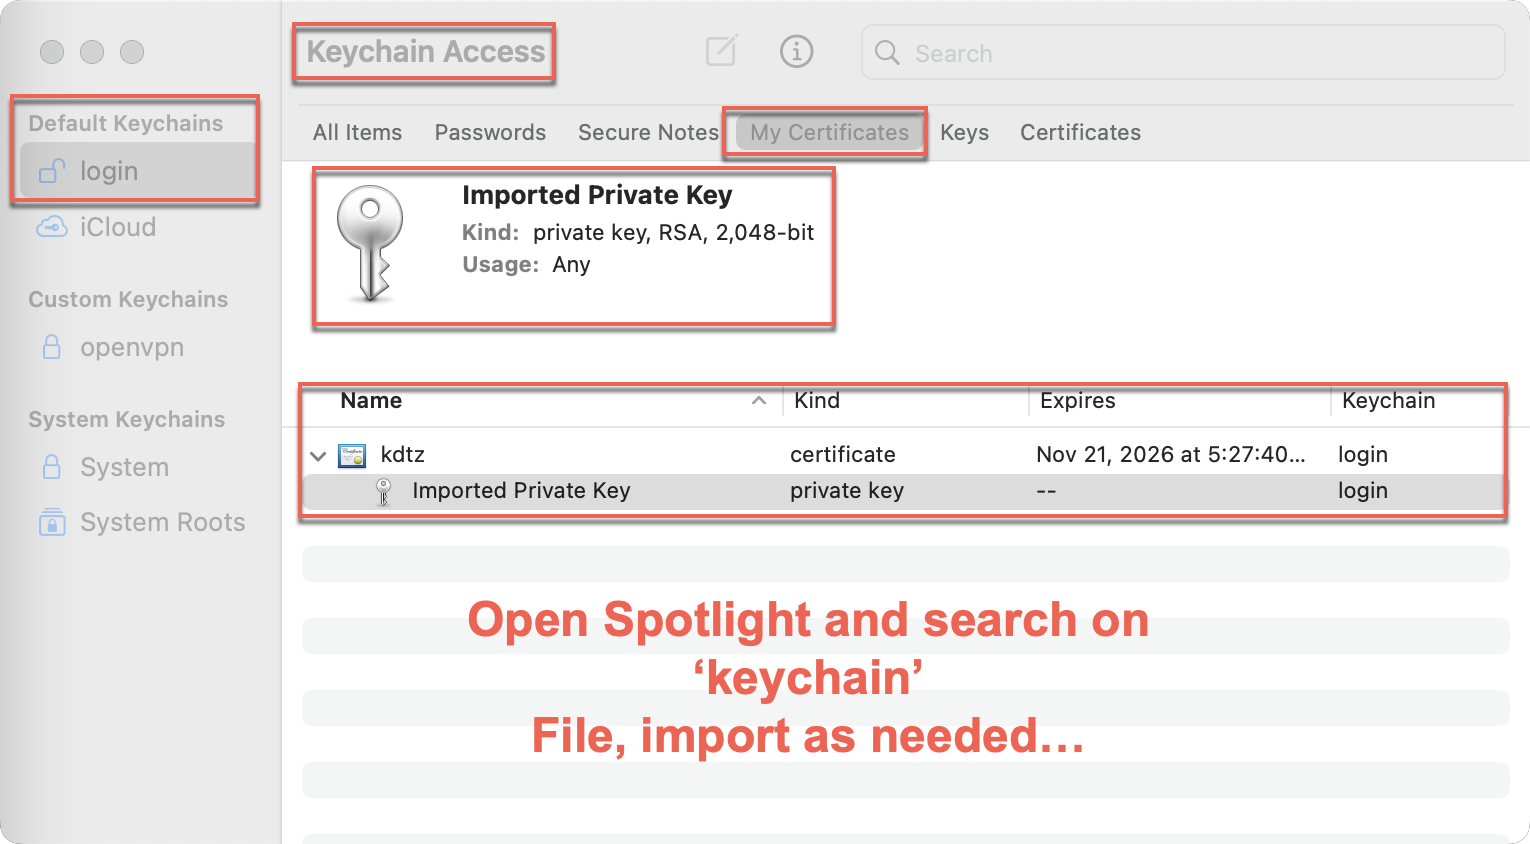 Keychain Access
Search
Default Keychains
login
iCloud
Custom Keychains
openvpn
System Keychains
System
System Roots
All Items Passwords Secure Notes My Certificates Keys Certificates
Imported Private Key
Kind: private key, RSA, 2,048-bit
Usage: Any
Name Kind Expires Keychain
kdtz certificate Nov 21, 2026 at 5:27:40... login
Imported Private Key private key -- login
Open Spotlight and search on
‘keychain’
File, import as needed...